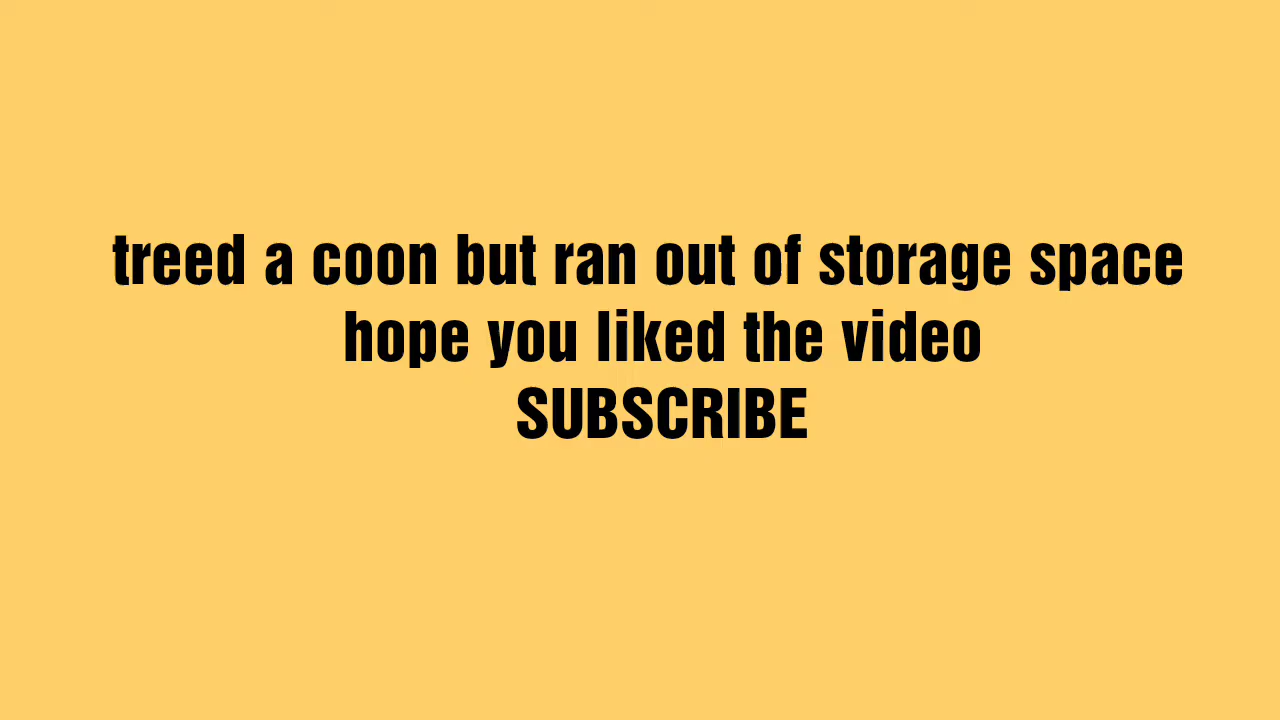 treed a coon but ran out of storage space
hope you liked the video
SUBSCRIBE